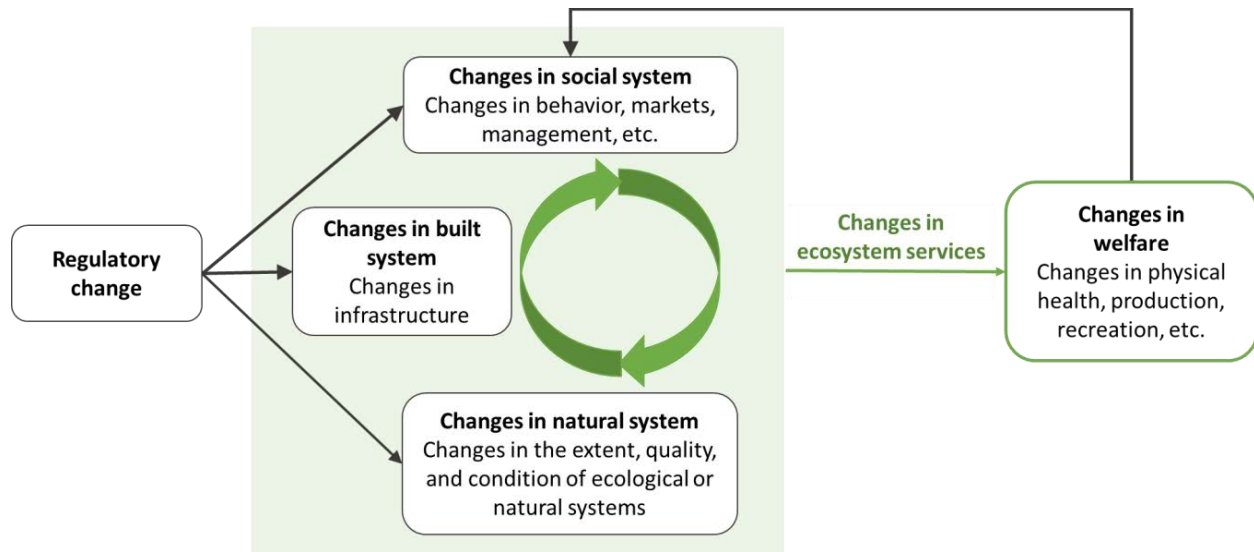 Changes in social system
Changes in behavior, markets,
management, etc.
Regulatory
change
Changes in built
system
Changes in
infrastructure
Changes in natural system
Changes in the extent, quality,
and condition of ecological or
natural systems
Changes in
ecosystem services
Changes in
welfare
Changes in physical
health, production,
recreation, etc.